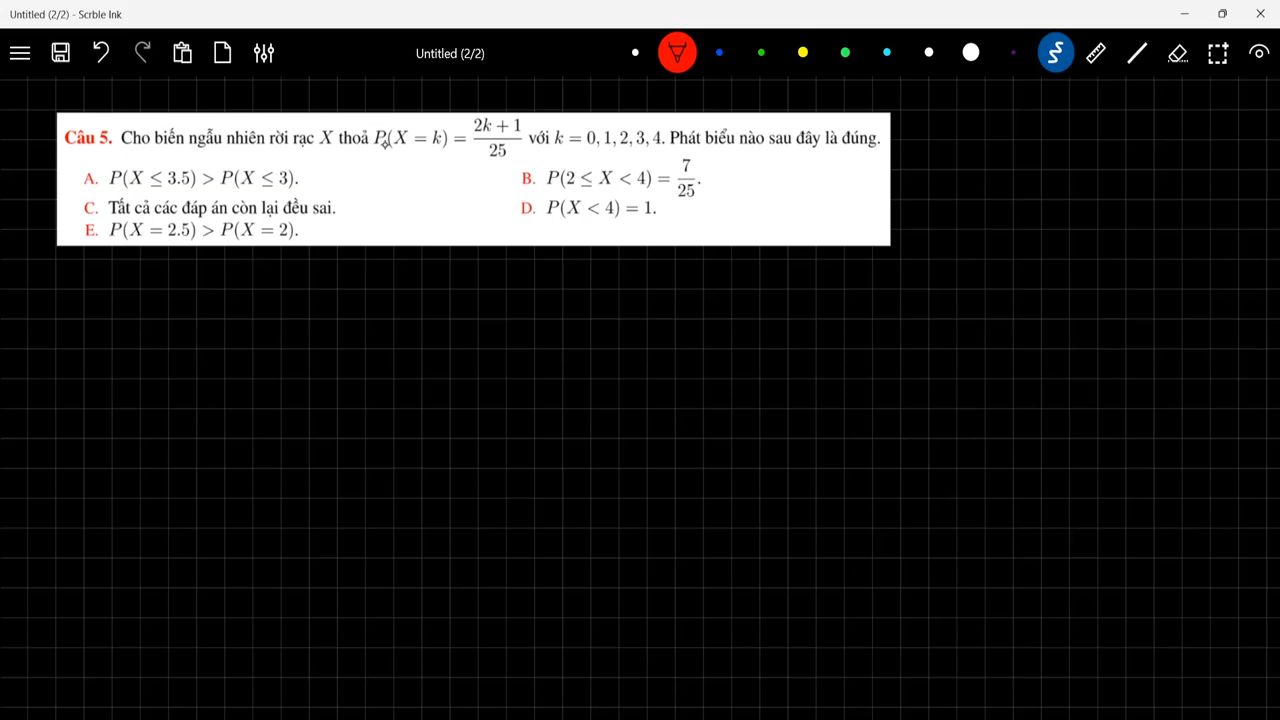 Untitled (2/2) - Scrble Ink
Untitled (2/2)
Câu 5. Cho biến ngẫu nhiên rời rạc X thoả P(X = k) = \frac{2k + 1}{25} với k = 0, 1, 2, 3, 4. Phát biểu nào sau đây là đúng.
A. P(X ≤ 3.5) > P(X ≤ 3). B. P(2 ≤ X < 4) = \frac{7}{25}.
C. Tất cả các đáp án còn lại đều sai. D. P(X < 4) = 1.
E. P(X = 2.5) > P(X = 2).